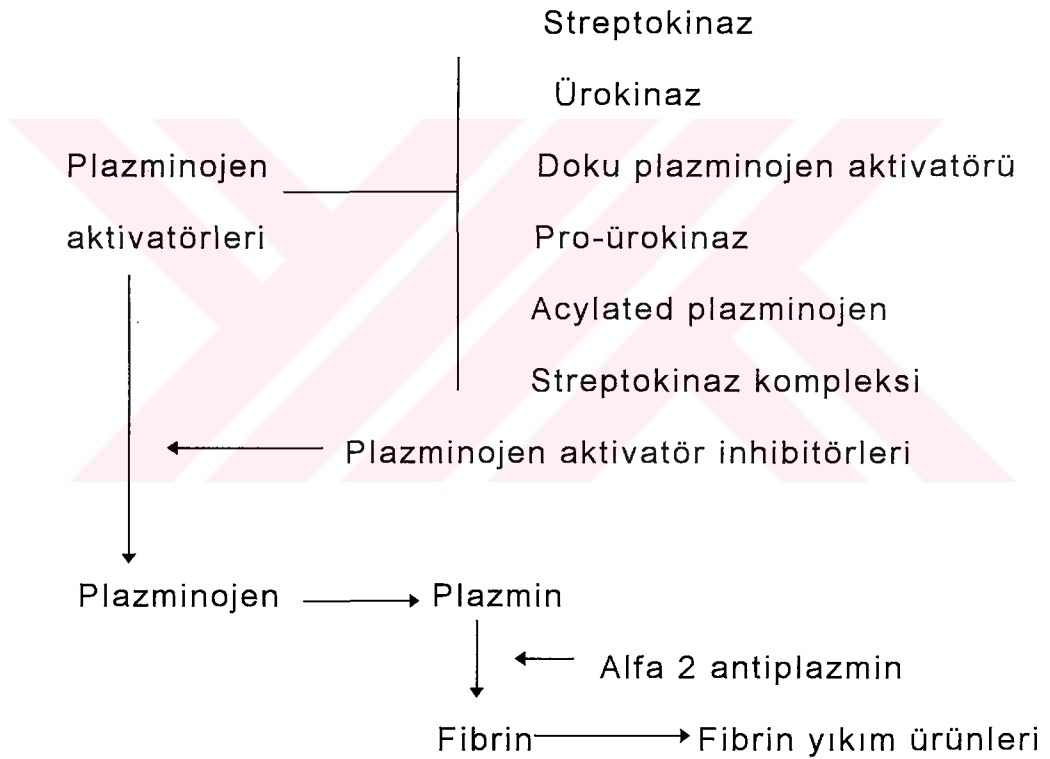 Streptokinaz
Ürokinaz
Plazminojen
Doku plazminojen aktivatörü
aktivatörleri
Pro-ürokinaz
Acylated plazminojen
Streptokinaz kompleksi
Plazminojen aktivatör inhibitörleri
Plazminojen
Plazmin
Alfa 2 antiplazmin
Fibrin
Fibrin yıkım ürünleri